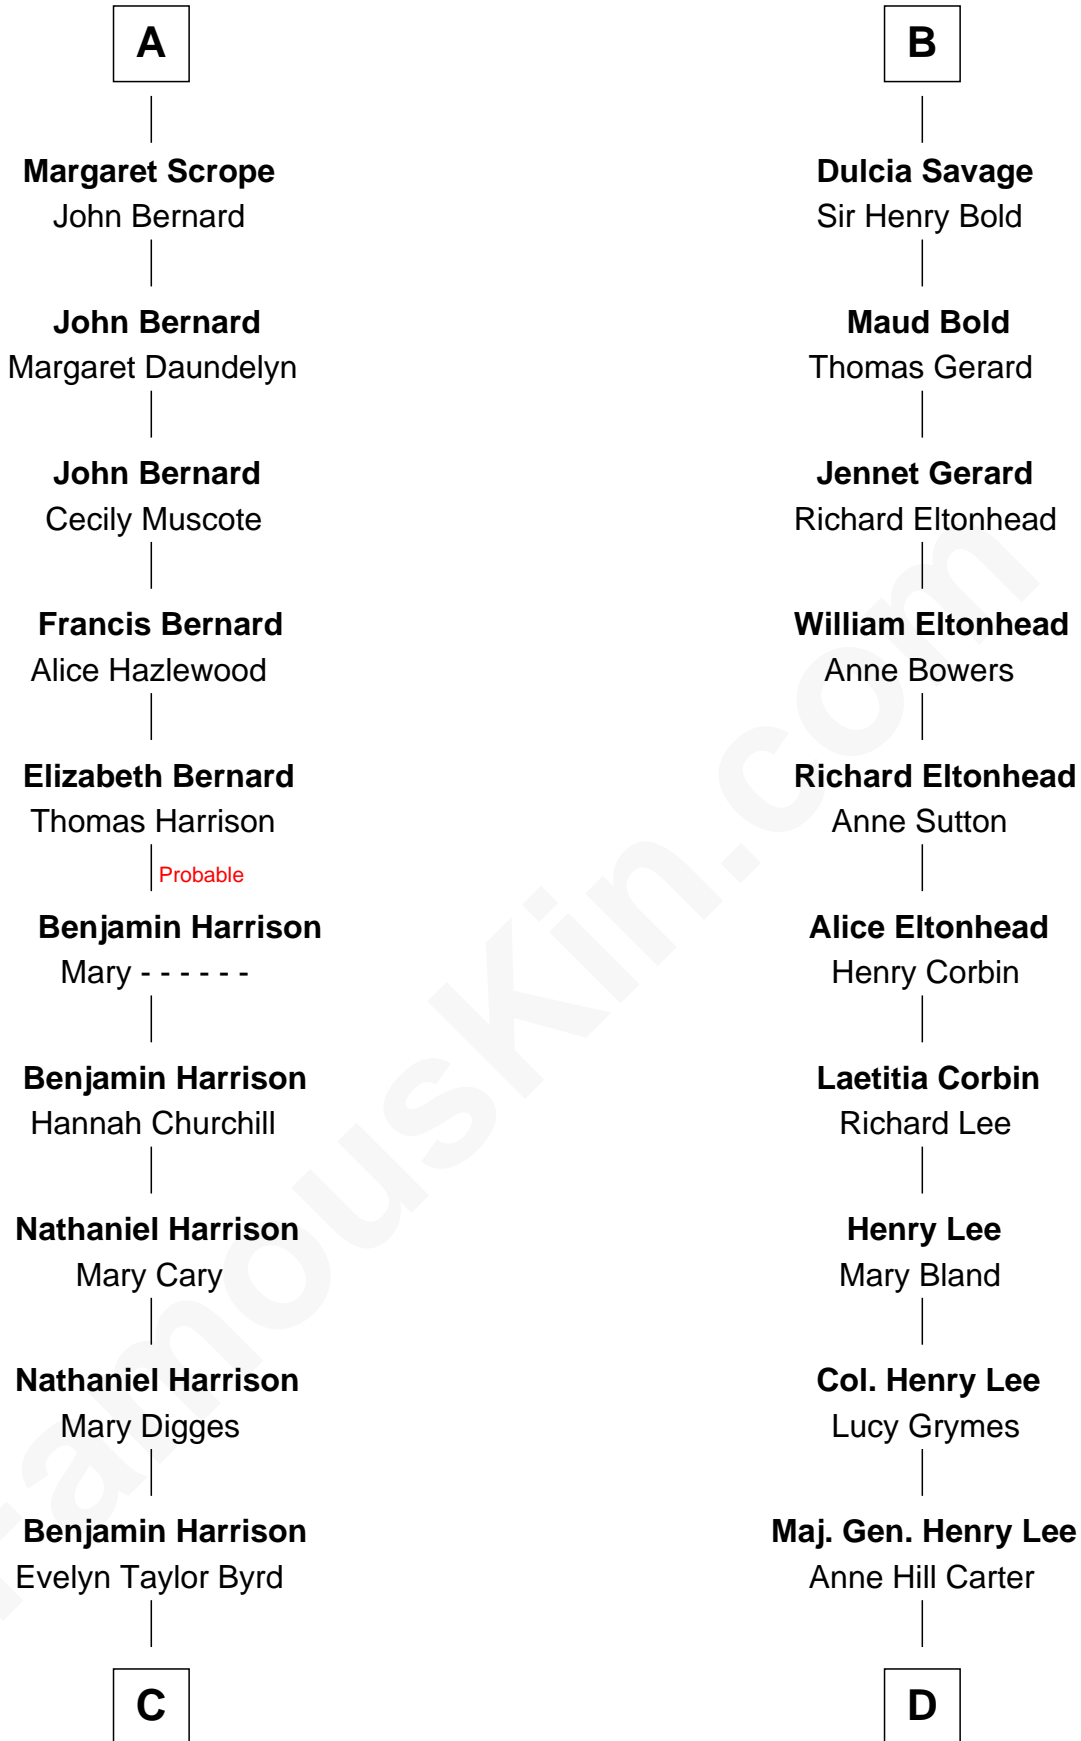 A
Margaret Scrope
John Bernard
John Bernard
Margaret Daundelyn
John Bernard
Cecily Muscote
Francis Bernard
Alice Hazlewood
Elizabeth Bernard
Thomas Harrison
Probable
Benjamin Harrison
Mary - - - - - -
Benjamin Harrison
Hannah Churchill
Nathaniel Harrison
Mary Cary
Nathaniel Harrison
Mary Digges
Benjamin Harrison
Evelyn Taylor Byrd
C
B
Dulcia Savage
Sir Henry Bold
Maud Bold
Thomas Gerard
Jennet Gerard
Richard Eltonhead
William Eltonhead
Anne Bowers
Richard Eltonhead
Anne Sutton
Alice Eltonhead
Henry Corbin
Laetitia Corbin
Richard Lee
Henry Lee
Mary Bland
Col. Henry Lee
Lucy Grymes
Maj. Gen. Henry Lee
Anne Hill Carter
D
FamousKin.com